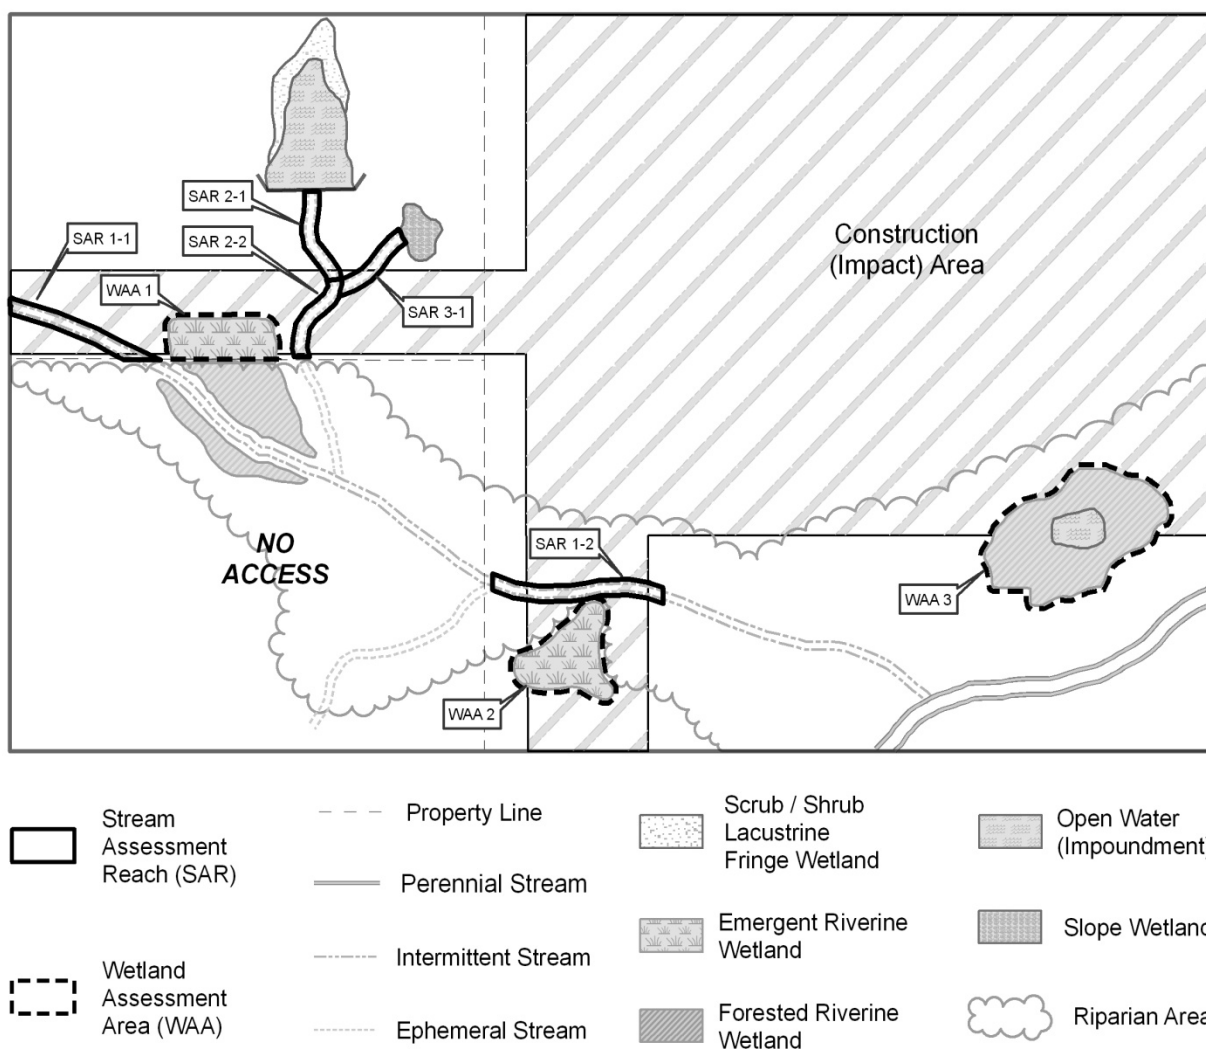 SAR 2-1
SAR 2-2
SAR 1-1
WAA 1
SAR 3-1
Construction
(Impact) Area
NO
ACCESS
SAR 1-2
WAA 3
WAA 2
Stream
Assessment
Reach (SAR)
Property Line
Scrub / Shrub
Lacustrine
Fringe Wetland
Open Water
(Impoundment)
Perennial Stream
Emergent Riverine
Wetland
Slope Wetland
Wetland
Assessment
Area (WAA)
Intermittent Stream
Ephemeral Stream
Forested Riverine
Wetland
Riparian Area